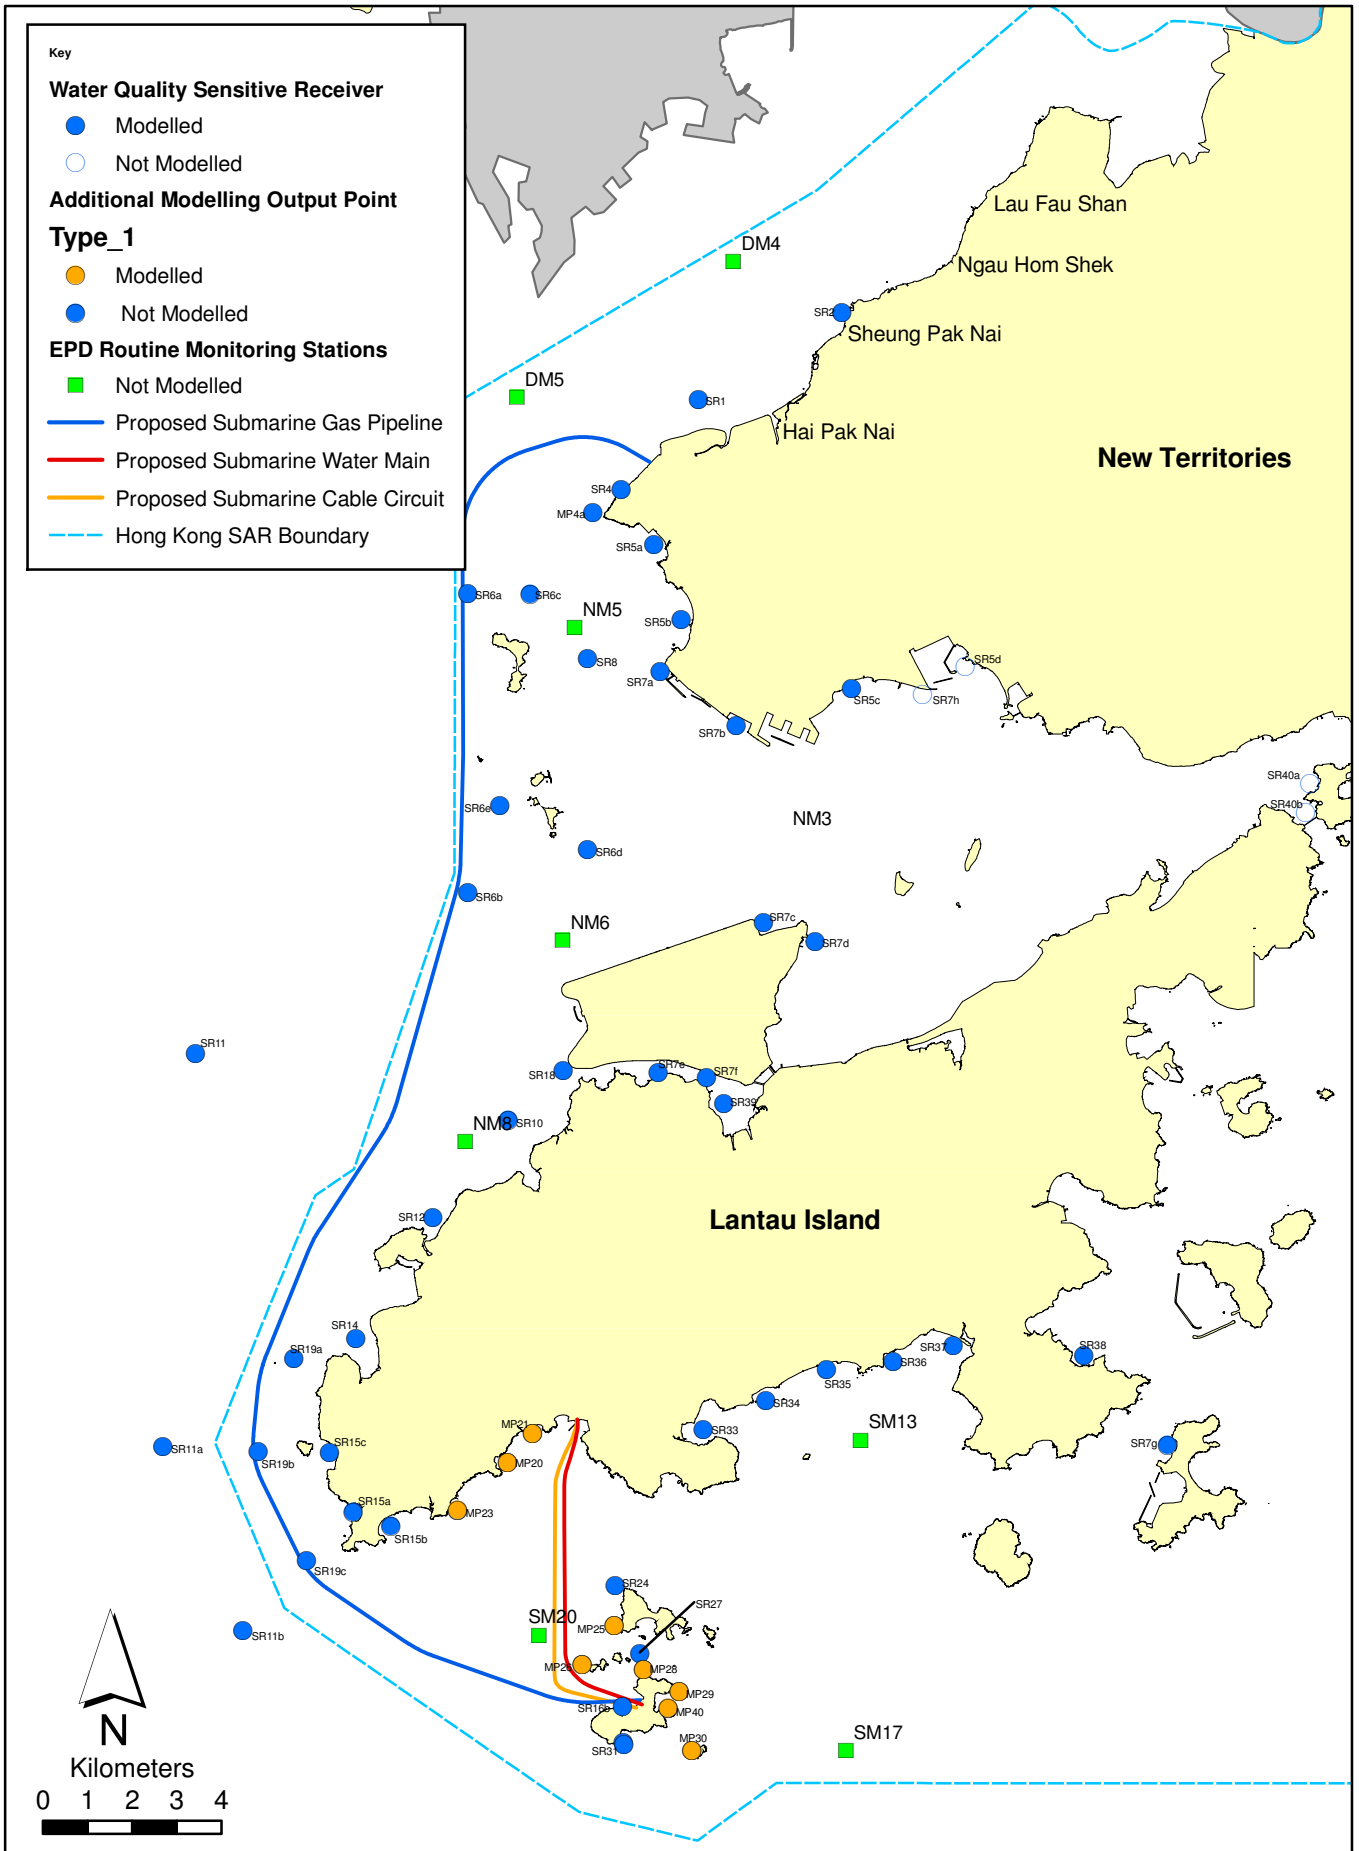 Key
Water Quality Sensitive Receiver
Modelled
Not Modelled
Additional Modelling Output Point
Type_1
Modelled
Not Modelled
EPD Routine Monitoring Stations
Not Modelled
Proposed Submarine Gas Pipeline
Proposed Submarine Water Main
Proposed Submarine Cable Circuit
Hong Kong SAR Boundary
Lau Fau Shan
DM4
Ngau Hom Shek
SR2
Sheung Pak Nai
DM5
SR1
Hai Pak Nai
New Territories
SR4
MP4a
SR5a
SR6a
SR6c
NM5
SR5b
SR8
SR5d
SR7a
SR5c
SR7h
SR7b
SR40a
SR6e
SR40b
NM3
SR6d
SR6b
SR7c
NM6
SR7d
SR11
SR18
SR7e
SR7f
SR39
NM8
SR10
SR12
Lantau Island
SR14
SR19a
SR37
SR38
SR36
SR35
SR34
MP21
SM13
SR33
SR11a
SR19b
SR15c
MP20
SR7g
SR15a
MP23
SR15b
SR19c
SR24
SR27
SM20
MP25
SR11b
MP26
MP28
MP29
SR16b
MP40
MP30
SR31
SM17
N
Kilometers
0 1 2 3 4